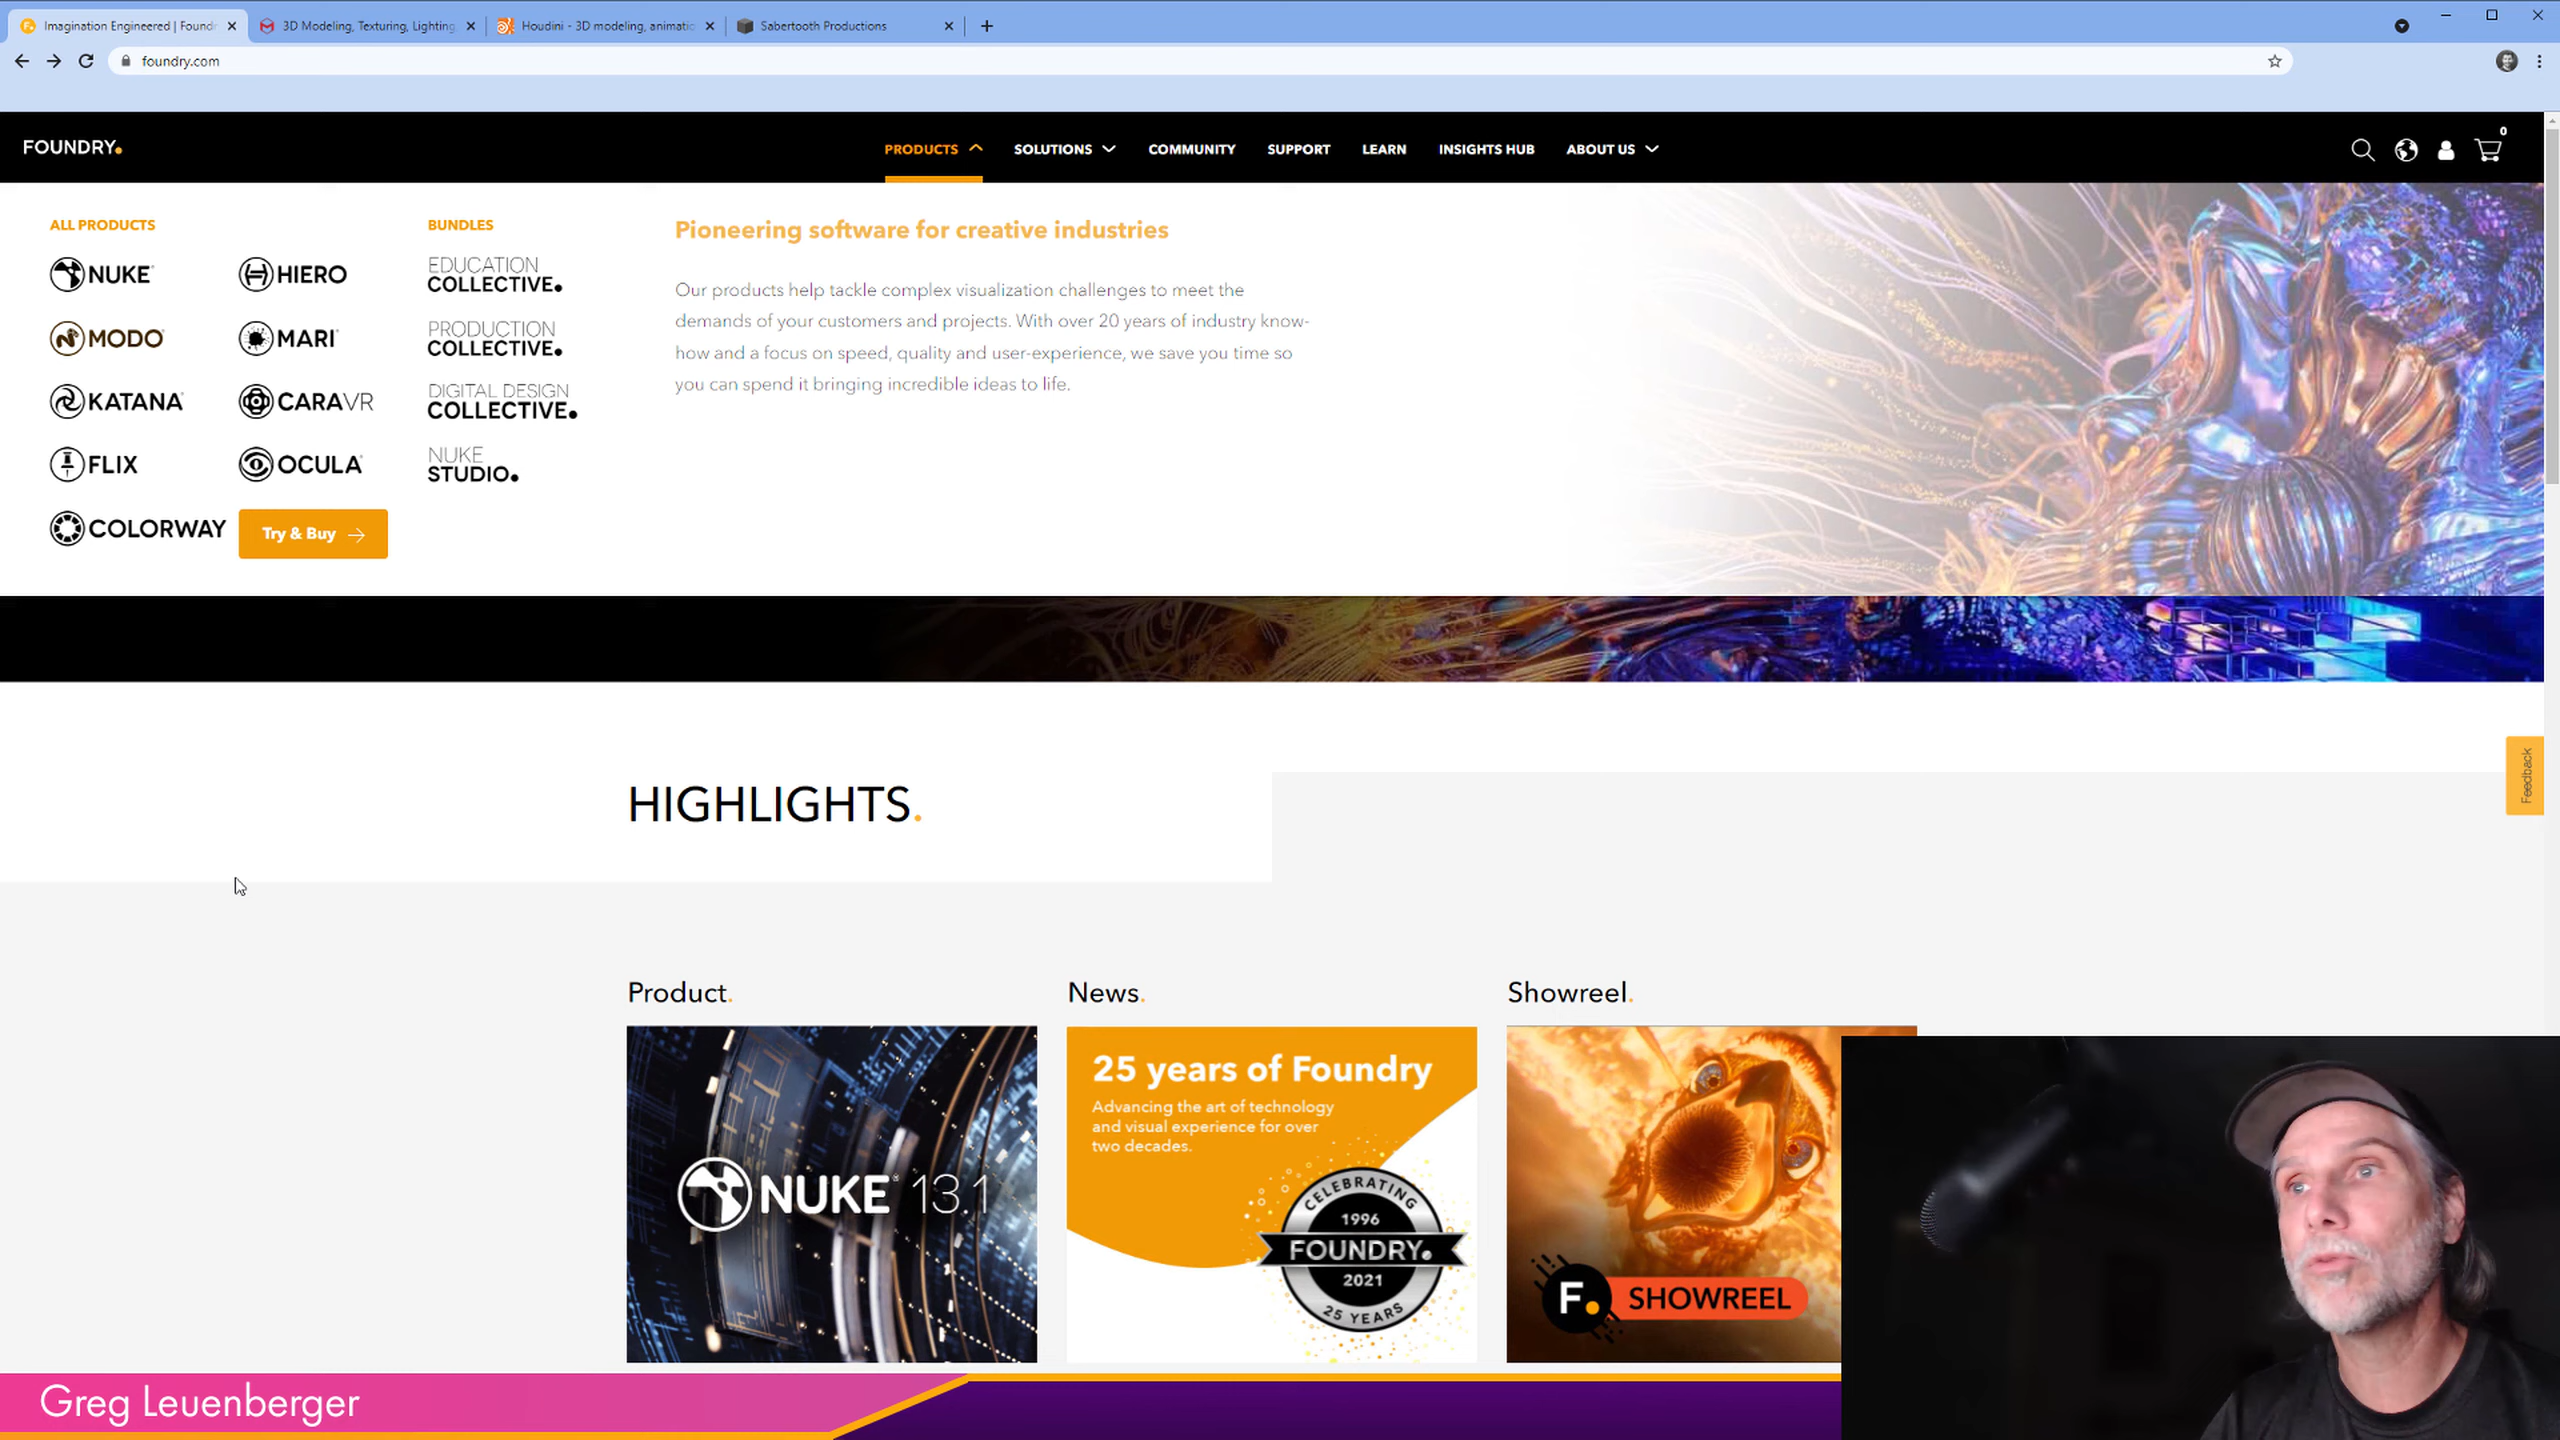 Imagination Engineered | Foundr
3D Modeling, Texturing, Lighting,
Houdini - 3D modeling, animatic
Sabertooth Productions
foundry.com
FOUNDRY.
PRODUCTS
SOLUTIONS
COMMUNITY
SUPPORT
LEARN
INSIGHTS HUB
ABOUT US
0
ALL PRODUCTS
NUKE
HIERO
MODO
MARI
KATANA
CARAVR
FLIX
OCULA
COLORWAY
Try & Buy
BUNDLES
EDUCATION
COLLECTIVE.
PRODUCTION
COLLECTIVE.
DIGITAL DESIGN
COLLECTIVE.
NUKE
STUDIO.
Pioneering software for creative industries
Our products help tackle complex visualization challenges to meet the
demands of your customers and projects. With over 20 years of industry know-
how and a focus on speed, quality and user-experience, we save you time so
you can spend it bringing incredible ideas to life.
Feedback
HIGHLIGHTS.
Product.
NUKE 13.1
News.
25 years of Foundry
Advancing the art of technology
and visual experience for over
two decades.
CELEBRATING
1996
FOUNDRY.
2021
25 YEARS
Showreel.
F. SHOWREEL
Greg Leuenberger